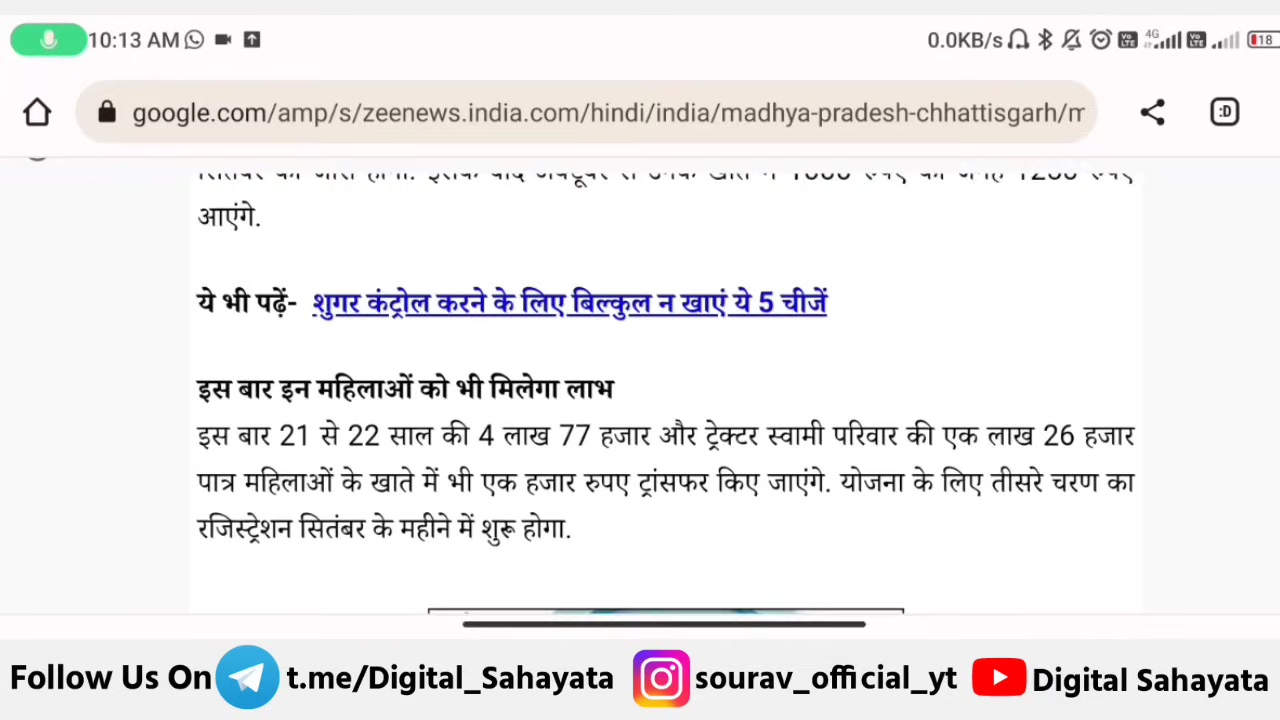 10:13 AM
0.0KB/s
4G
18
google.com/amp/s/zeenews.india.com/hindi/india/madhya-pradesh-chhattisgarh/m
:D
आएंगे.
ये भी पढ़ें- शुगर कंट्रोल करने के लिए बिल्कुल न खाएं ये 5 चीजें
इस बार इन महिलाओं को भी मिलेगा लाभ
इस बार 21 से 22 साल की 4 लाख 77 हजार और ट्रेक्टर स्वामी परिवार की एक लाख 26 हजार
पात्र महिलाओं के खाते में भी एक हजार रुपए ट्रांसफर किए जाएंगे. योजना के लिए तीसरे चरण का
रजिस्ट्रेशन सितंबर के महीने में शुरू होगा.
Follow Us On t.me/Digital_Sahayata sourav_official_yt Digital Sahayata